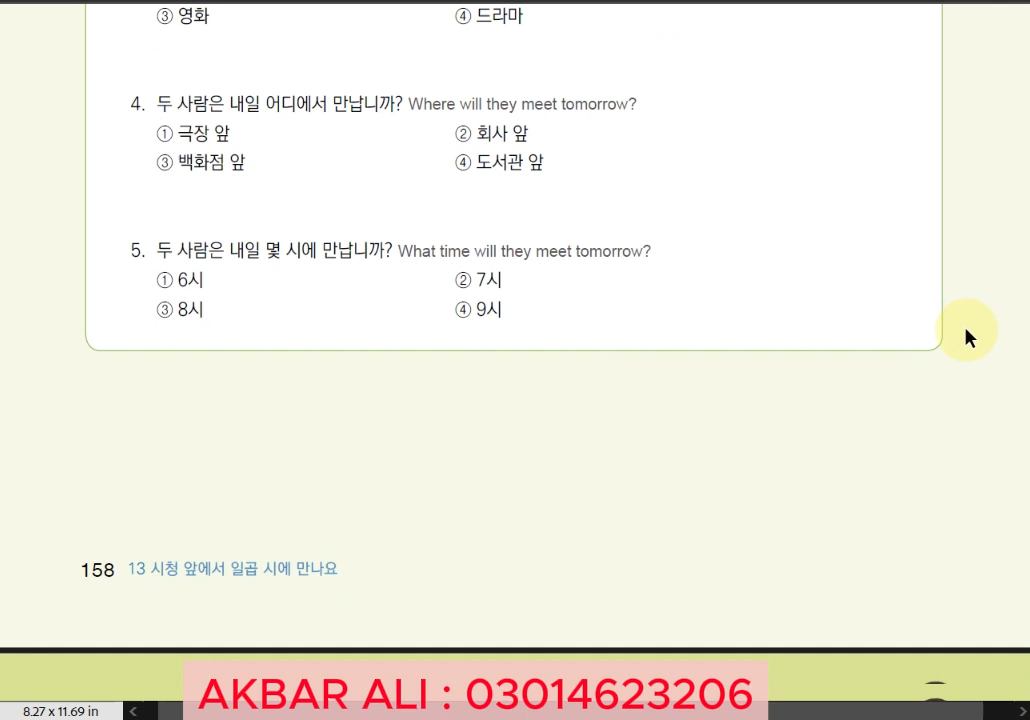 ③ 영화 ④ 드라마
4. 두 사람은 내일 어디에서 만납니까? Where will they meet tomorrow?
① 극장 앞 ② 회사 앞
③ 백화점 앞 ④ 도서관 앞
5. 두 사람은 내일 몇 시에 만납니까? What time will they meet tomorrow?
① 6시 ② 7시
③ 8시 ④ 9시
158 13 시청 앞에서 일곱 시에 만나요
AKBAR ALI : 03014623206
8.27 x 11.69 in